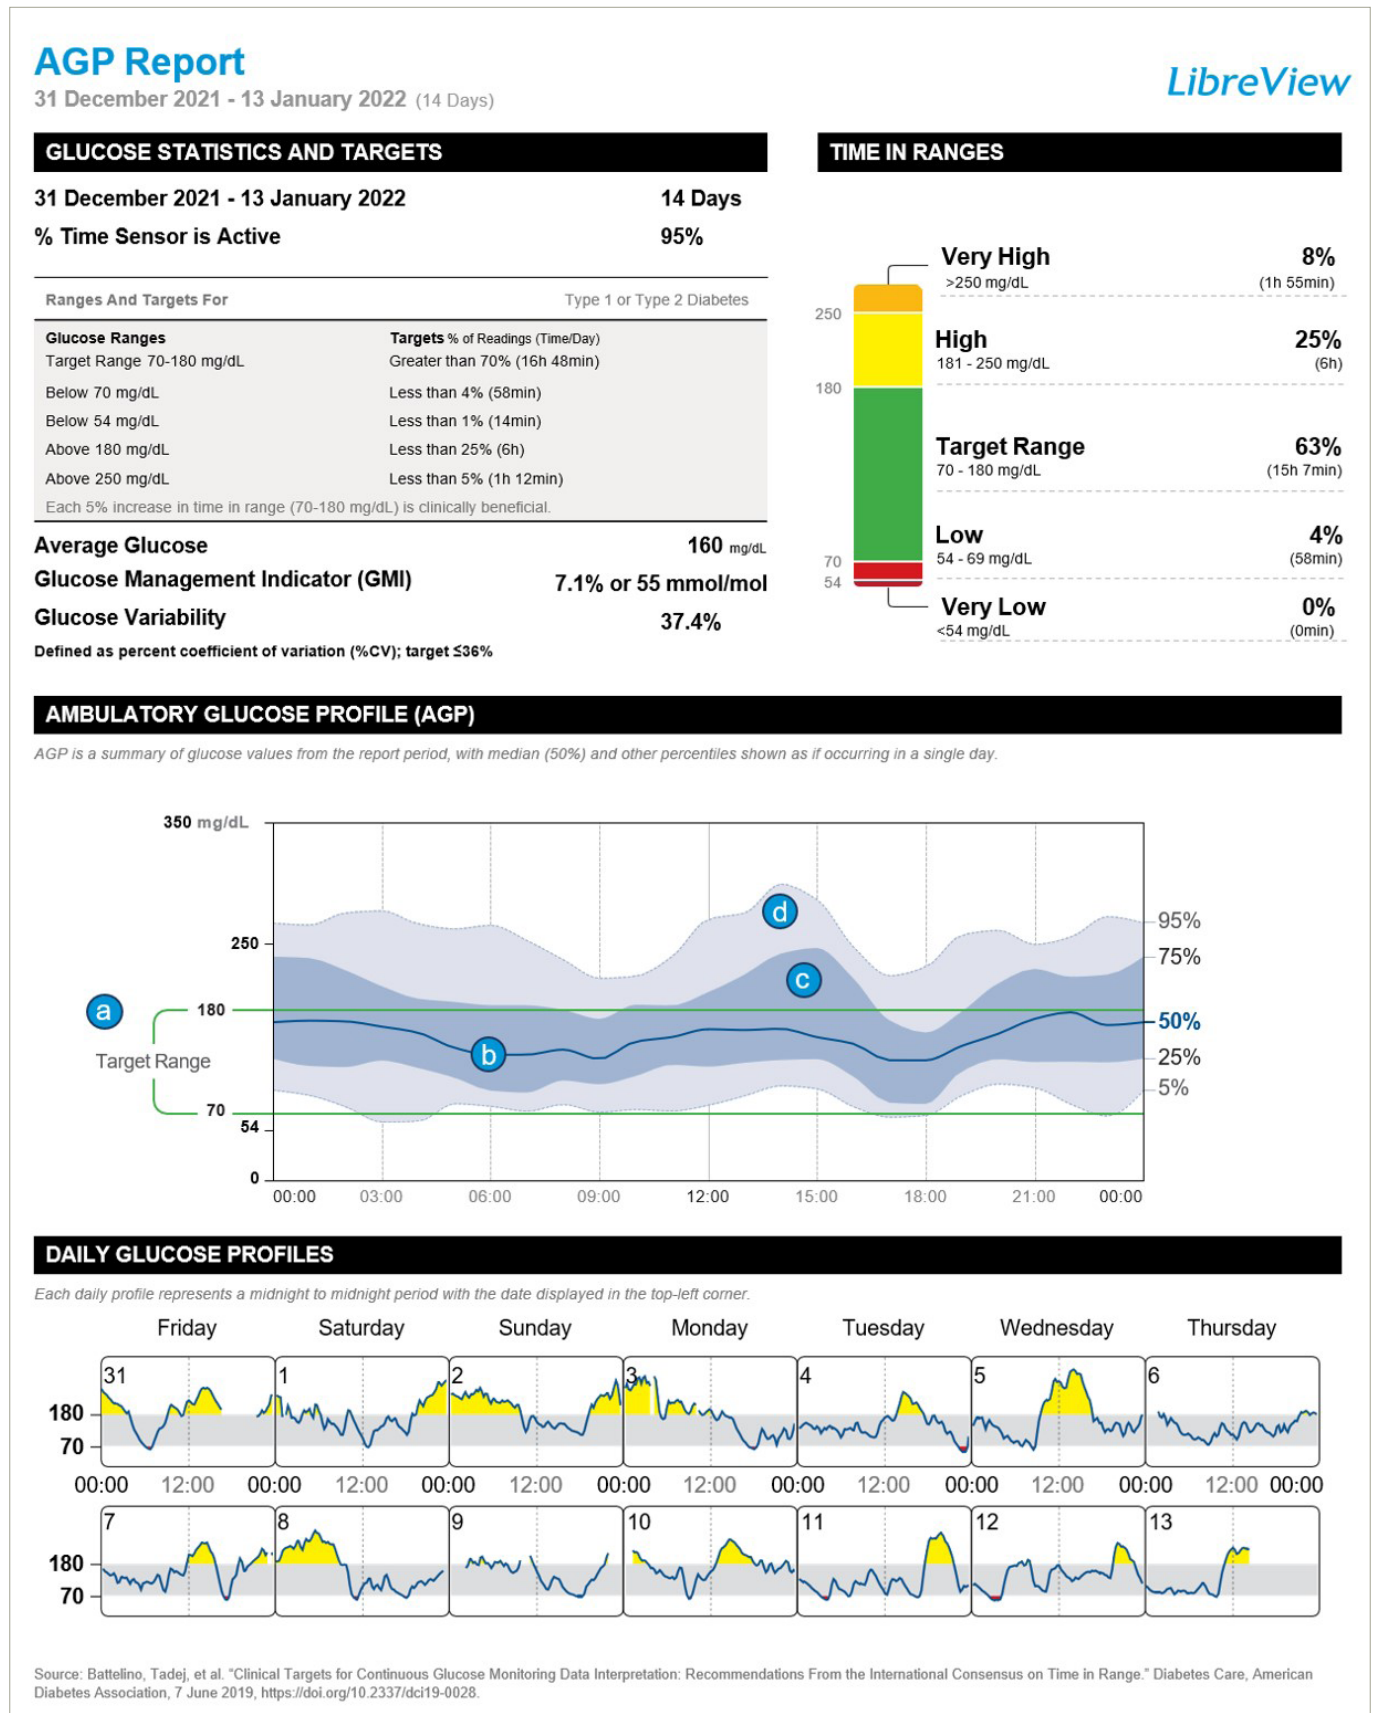 AGP Report
LibreView
31 December 2021 - 13 January 2022 (14 Days)
GLUCOSE STATISTICS AND TARGETS
31 December 2021 - 13 January 2022 14 Days
% Time Sensor is Active 95%
Ranges And Targets For Type 1 or Type 2 Diabetes
Glucose Ranges Targets % of Readings (Time/Day)
Target Range 70-180 mg/dL Greater than 70% (16h 48min)
Below 70 mg/dL Less than 4% (58min)
Below 54 mg/dL Less than 1% (14min)
Above 180 mg/dL Less than 25% (6h)
Above 250 mg/dL Less than 5% (1h 12min)
Each 5% increase in time in range (70-180 mg/dL) is clinically beneficial.
Average Glucose 160 mg/dL
Glucose Management Indicator (GMI) 7.1% or 55 mmol/mol
Glucose Variability 37.4%
Defined as percent coefficient of variation (%CV); target ≤36%
TIME IN RANGES
Very High 8%
>250 mg/dL (1h 55min)
250
High 25%
181 - 250 mg/dL (6h)
180
Target Range 63%
70 - 180 mg/dL (15h 7min)
Low 4%
70
54 - 69 mg/dL (58min)
54
Very Low 0%
<54 mg/dL (0min)
AMBULATORY GLUCOSE PROFILE (AGP)
AGP is a summary of glucose values from the report period, with median (50%) and other percentiles shown as if occurring in a single day.
350 mg/dL
d
95%
250
75%
c
a
180
50%
b
Target Range
25%
5%
70
54
0
00:00 03:00 06:00 09:00 12:00 15:00 18:00 21:00 00:00
DAILY GLUCOSE PROFILES
Each daily profile represents a midnight to midnight period with the date displayed in the top-left corner.
Friday Saturday Sunday Monday Tuesday Wednesday Thursday
31 1 2 3 4 5 6
180
70
00:00 12:00 00:00 12:00 00:00 12:00 00:00 12:00 00:00 12:00 00:00 12:00 00:00 12:00 00:00
7 8 9 10 11 12 13
180
70
Source: Battelino, Tadej, et al. "Clinical Targets for Continuous Glucose Monitoring Data Interpretation: Recommendations From the International Consensus on Time in Range." Diabetes Care, American
Diabetes Association, 7 June 2019, https://doi.org/10.2337/dci19-0028.